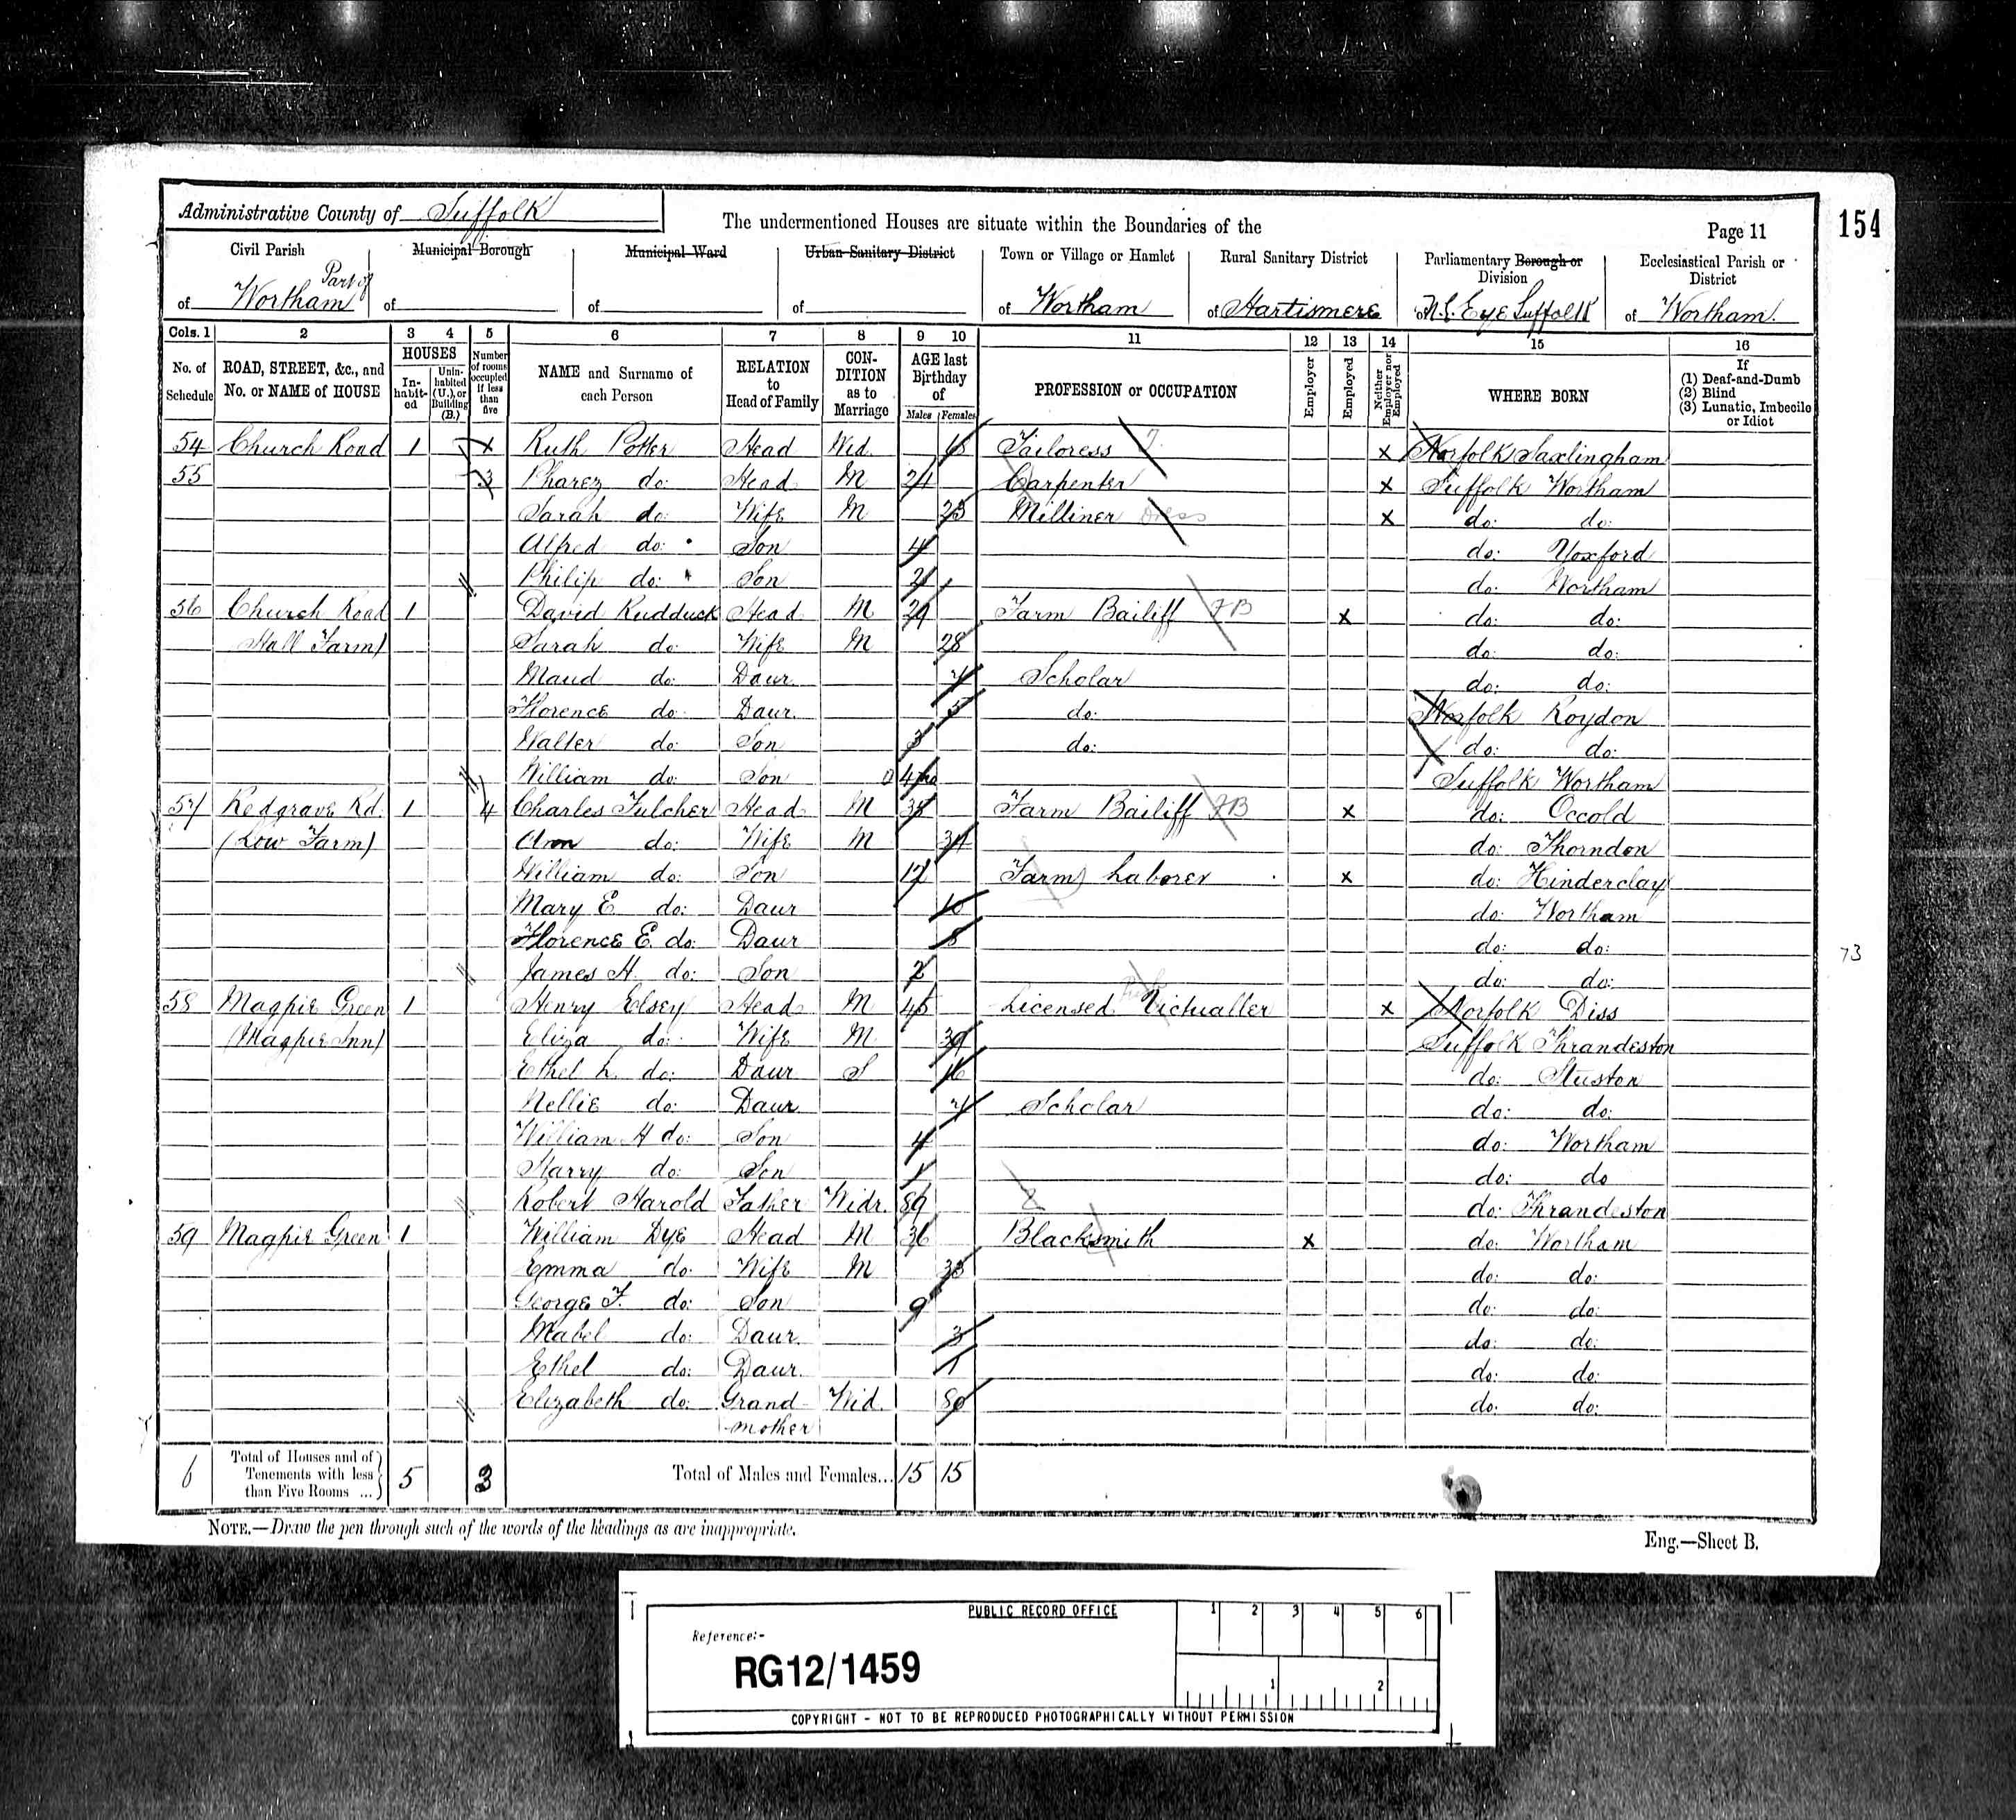 Administrative County of Suffolk
The undermentioned Houses are situate within the Boundaries of the
Page 11
154
Civil Parish
of Part of Wortham
Municipal Borough
of
Municipal Ward
of
Urban Sanitary District
of
Town or Village or Hamlet
of Wortham
Rural Sanitary District
of Hartismere
Parliamentary Borough or Division
of N.E. Eye Suffolk
Ecclesiastical Parish or District
of Wortham
Cols. 1 2 3 4 5 6 7 8 9 10 11 12 13 14 15 16
No. of Schedule
ROAD, STREET, &c., and No. or NAME of HOUSE
HOUSES
In-habit-ed
Unin-habited (U.), or Building (B.)
Number of rooms occupied if less than five
NAME and Surname of each Person
RELATION to Head of Family
CON-DITION as to Marriage
AGE last Birthday of
Males Females
PROFESSION or OCCUPATION
Employer
Employed
Neither Employer nor Employed
WHERE BORN
If
(1) Deaf-and-Dumb
(2) Blind
(3) Lunatic, Imbecile or Idiot
54 Church Road 1 Ruth Potter Head Wid. Tailoress X Norfolk Saxlingham
55 3 Pharez do: Head M 24 Carpenter X Suffolk Wortham
Sarah do: Wife M 23 Milliner Dress X do: do:
Alfred do: Son 4 do: Yoxford
Philip do: Son 2 do: Wortham
56 Church Road 1 David Rudduck Head M 29 Farm Bailiff FB X do: do:
Hall Farm) Sarah do: Wife M 28 do: do:
Maud do: Daur. 7 Scholar do: do:
Florence do: Daur. 5 do: Norfolk Roydon
Walter do: Son 3 do: do: do:
William do: Son 4 mo Suffolk Wortham
57 Redgrave Rd. 1 4 Charles Fulcher Head M 38 Farm Bailiff FB X do: Occold
(Low Farm) Ann do: Wife M 34 do: Thorndon
William do: Son 17 Farm Laborer X do: Hinderclay
Mary E. do: Daur 10 do: Wortham
Florence E. do: Daur 8 do: do:
James H. do: Son 2 do: do:
58 Magpie Green 1 Henry Elsey Head M 45 Licensed Victualler X Norfolk Diss
(Magpie Inn) Eliza do: Wife M 39 Suffolk Thrandeston
Ethel L. do: Daur S 16 do: Stuston
Nellie do: Daur. 7 Scholar do: do:
William H do: Son 4 do: Wortham
Harry do: Son 1 do: do
Robert Harold Father Widr. 89 do: Thrandeston
59 Magpie Green 1 William Dye Head M 36 Blacksmith X do: Wortham
Emma do: Wife M 33 do: do:
George F. do: Son 9 do: do:
Mabel do: Daur. 3 do: do:
Ethel do: Daur. 1 do: do:
Elizabeth do: Grand- Wid. 80 do: do:
mother
73
6 Total of Houses and of Tenements with less than Five Rooms ... 5 3 Total of Males and Females... 15 15
NOTE.—Draw the pen through such of the words of the headings as are inappropriate.
Eng.—Sheet B.
PUBLIC RECORD OFFICE
1 2 3 4 5 6
Reference:-
RG12/1459
1 2
COPYRIGHT - NOT TO BE REPRODUCED PHOTOGRAPHICALLY WITHOUT PERMISSION